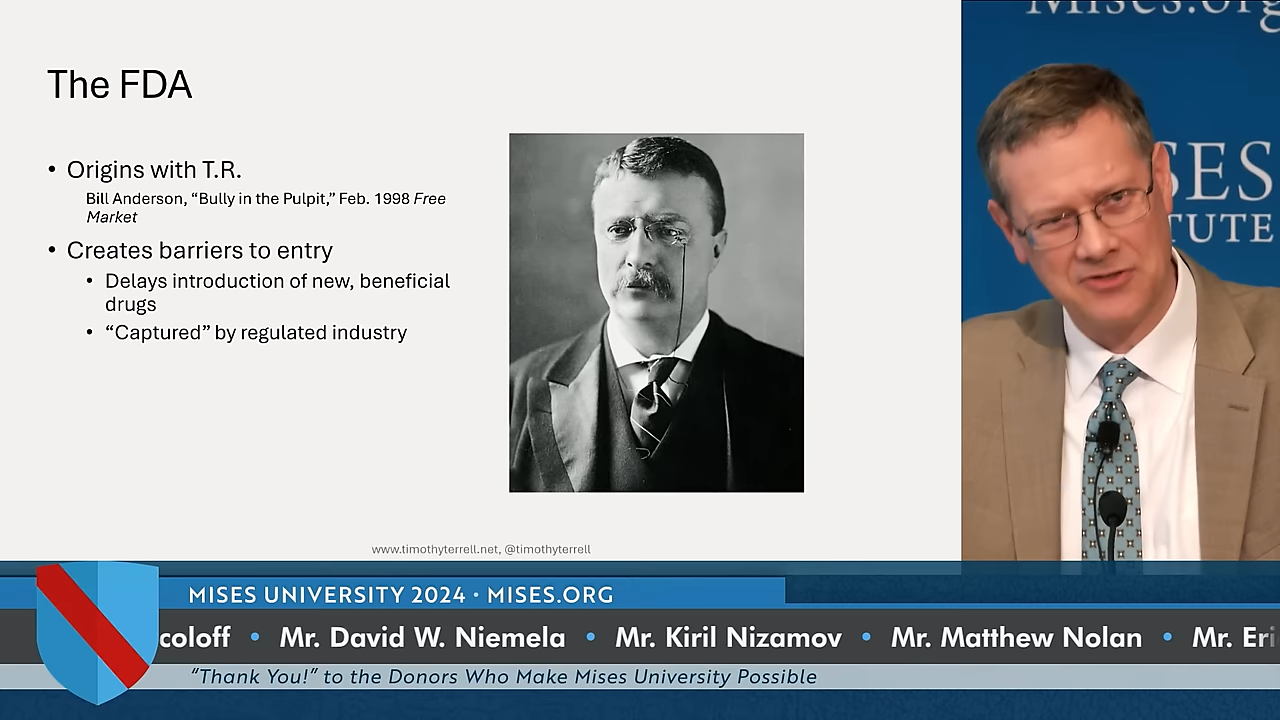 The FDA
• Origins with T.R.
Bill Anderson, “Bully in the Pulpit,” Feb. 1998 Free
Market
• Creates barriers to entry
• Delays introduction of new, beneficial
drugs
• “Captured” by regulated industry
www.timothyterrell.net, @timothyterrell
Mises.org
MISES
MISES UNIVERSITY 2024 • MISES.ORG
coloff • Mr. David W. Niemela • Mr. Kiril Nizamov • Mr. Matthew Nolan • Mr. Eri
“Thank You!” to the Donors Who Make Mises University Possible